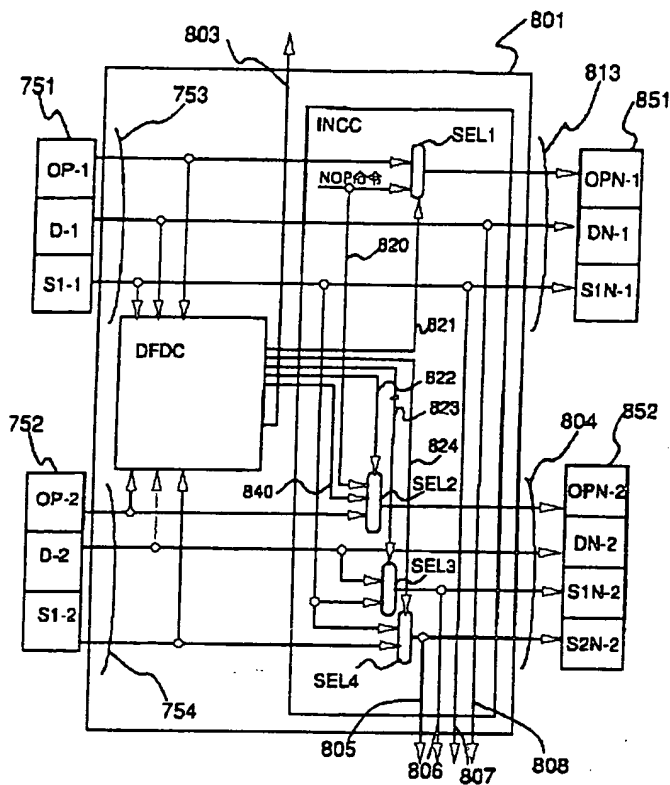 803
801
751
753
813
851
INCC
SEL1
OP-1
NOP命令
OPN-1
D-1
820
DN-1
S1-1
S1N-1
821
DFDC
822
823
824
804
852
752
840
SEL2
OPN-2
OP-2
D-2
SEL3
DN-2
S1-2
S1N-2
S2N-2
SEL4
754
805
806
807
808